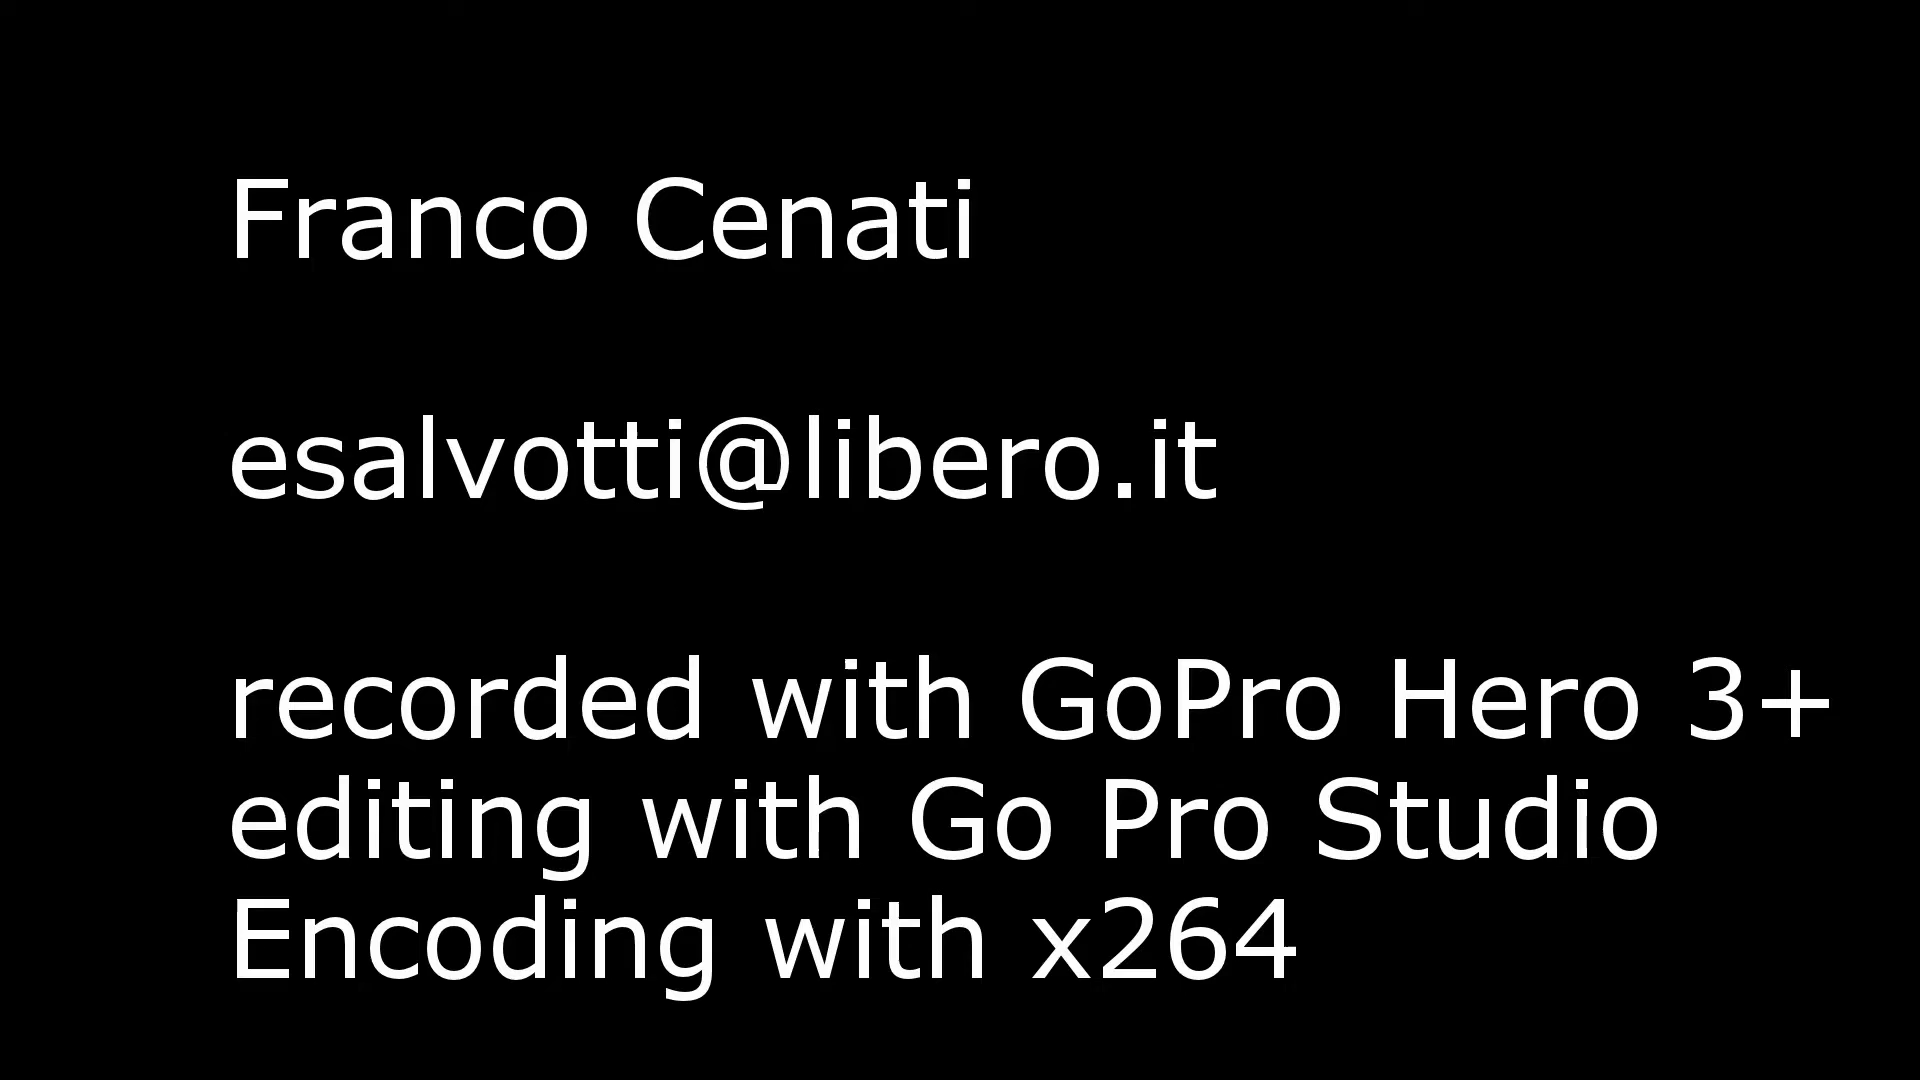 Franco Cenati
esalvotti@libero.it
recorded with GoPro Hero 3+
editing with Go Pro Studio
Encoding with x264